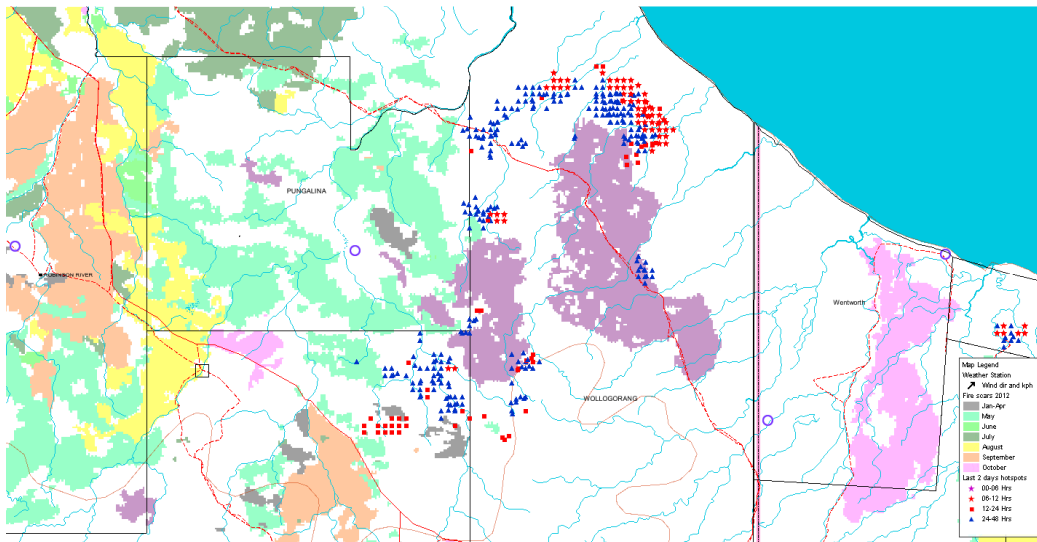 PUNGALINA
ROBINSON RIVER
Wentworth
WOLLOGORANG
Map Legend
Weather Station
Wind dir and kph
Fire scars 2012
Jan-Apr
May
June
July
August
September
October
Last 2 days hotspots
00-06 Hrs
06-12 Hrs
12-24 Hrs
24-48 Hrs